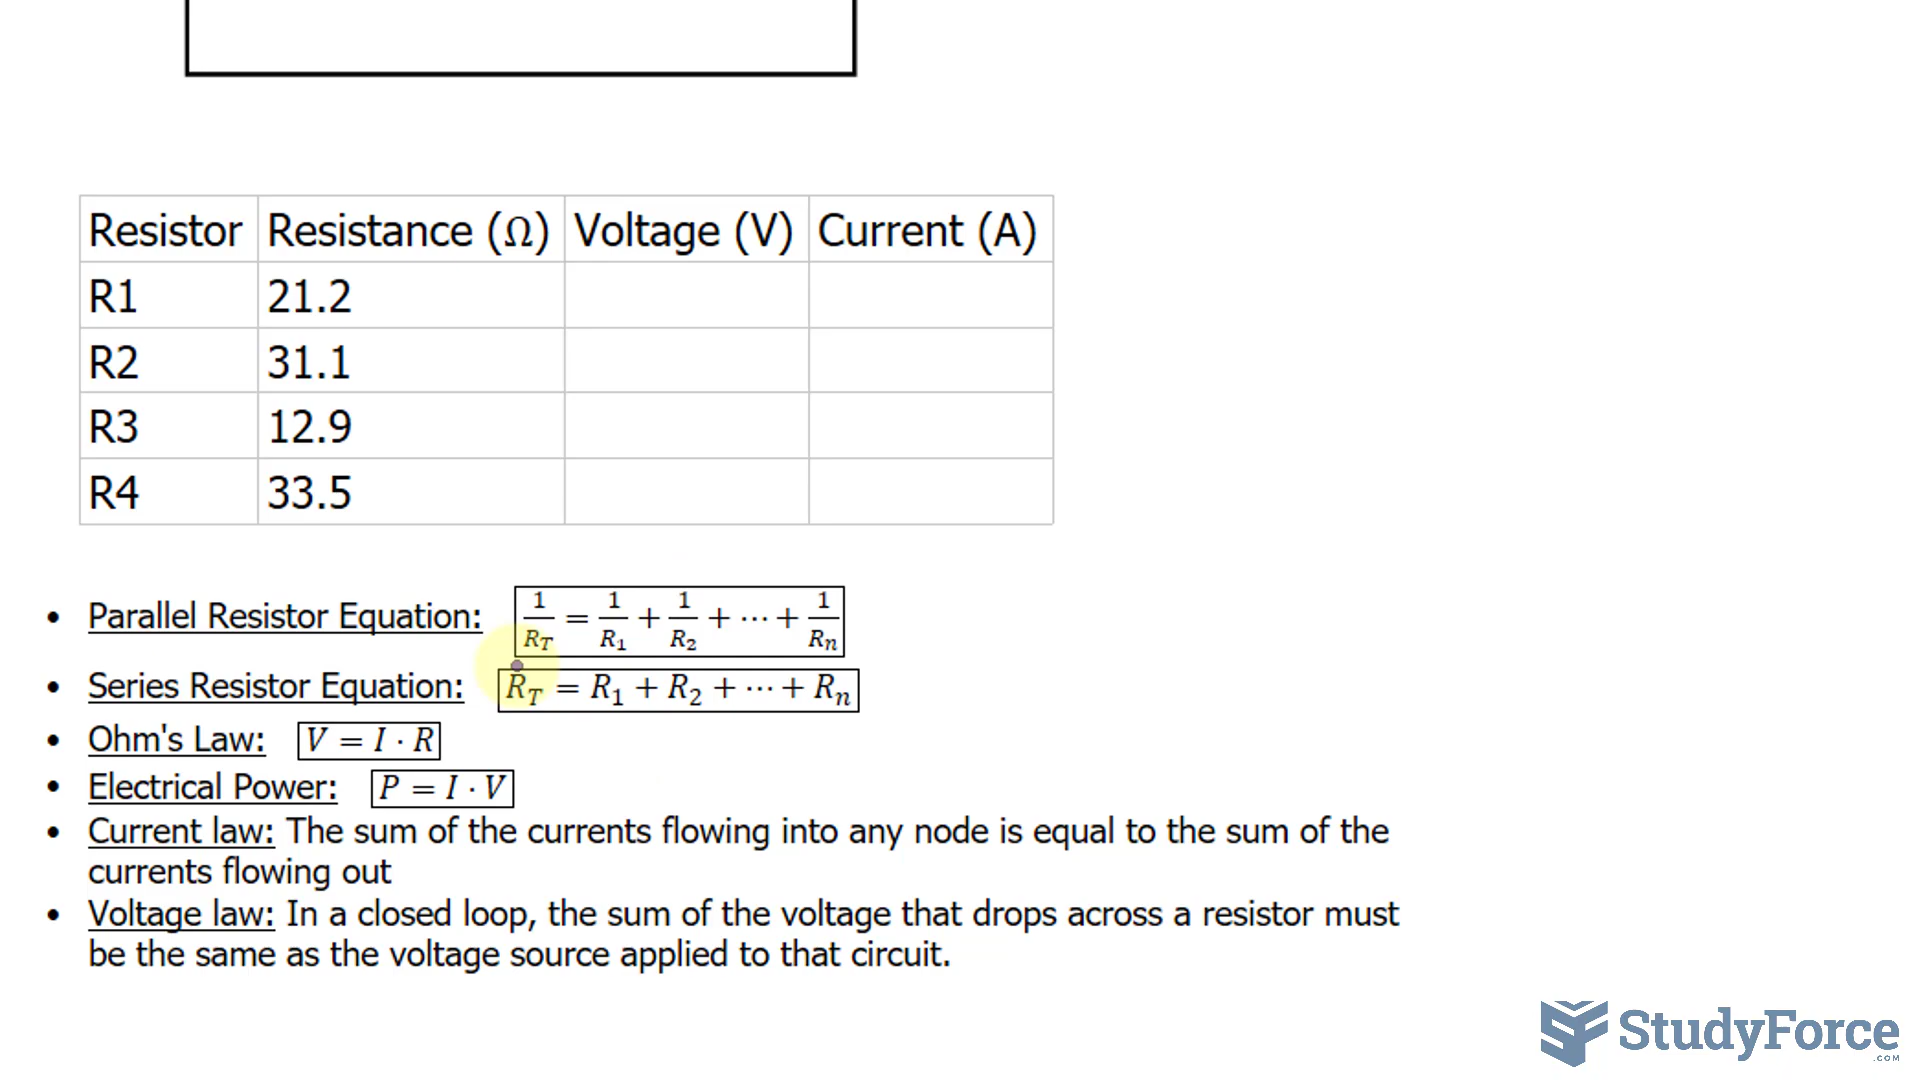 Resistor Resistance (Ω) Voltage (V) Current (A)
R1 21.2
R2 31.1
R3 12.9
R4 33.5
• Parallel Resistor Equation: 1/R_T = 1/R_1 + 1/R_2 + ⋯ + 1/R_n
• Series Resistor Equation: R_T = R_1 + R_2 + ⋯ + R_n
• Ohm's Law: V = I · R
• Electrical Power: P = I · V
• Current law: The sum of the currents flowing into any node is equal to the sum of the
currents flowing out
• Voltage law: In a closed loop, the sum of the voltage that drops across a resistor must
be the same as the voltage source applied to that circuit.
StudyForce
.COM